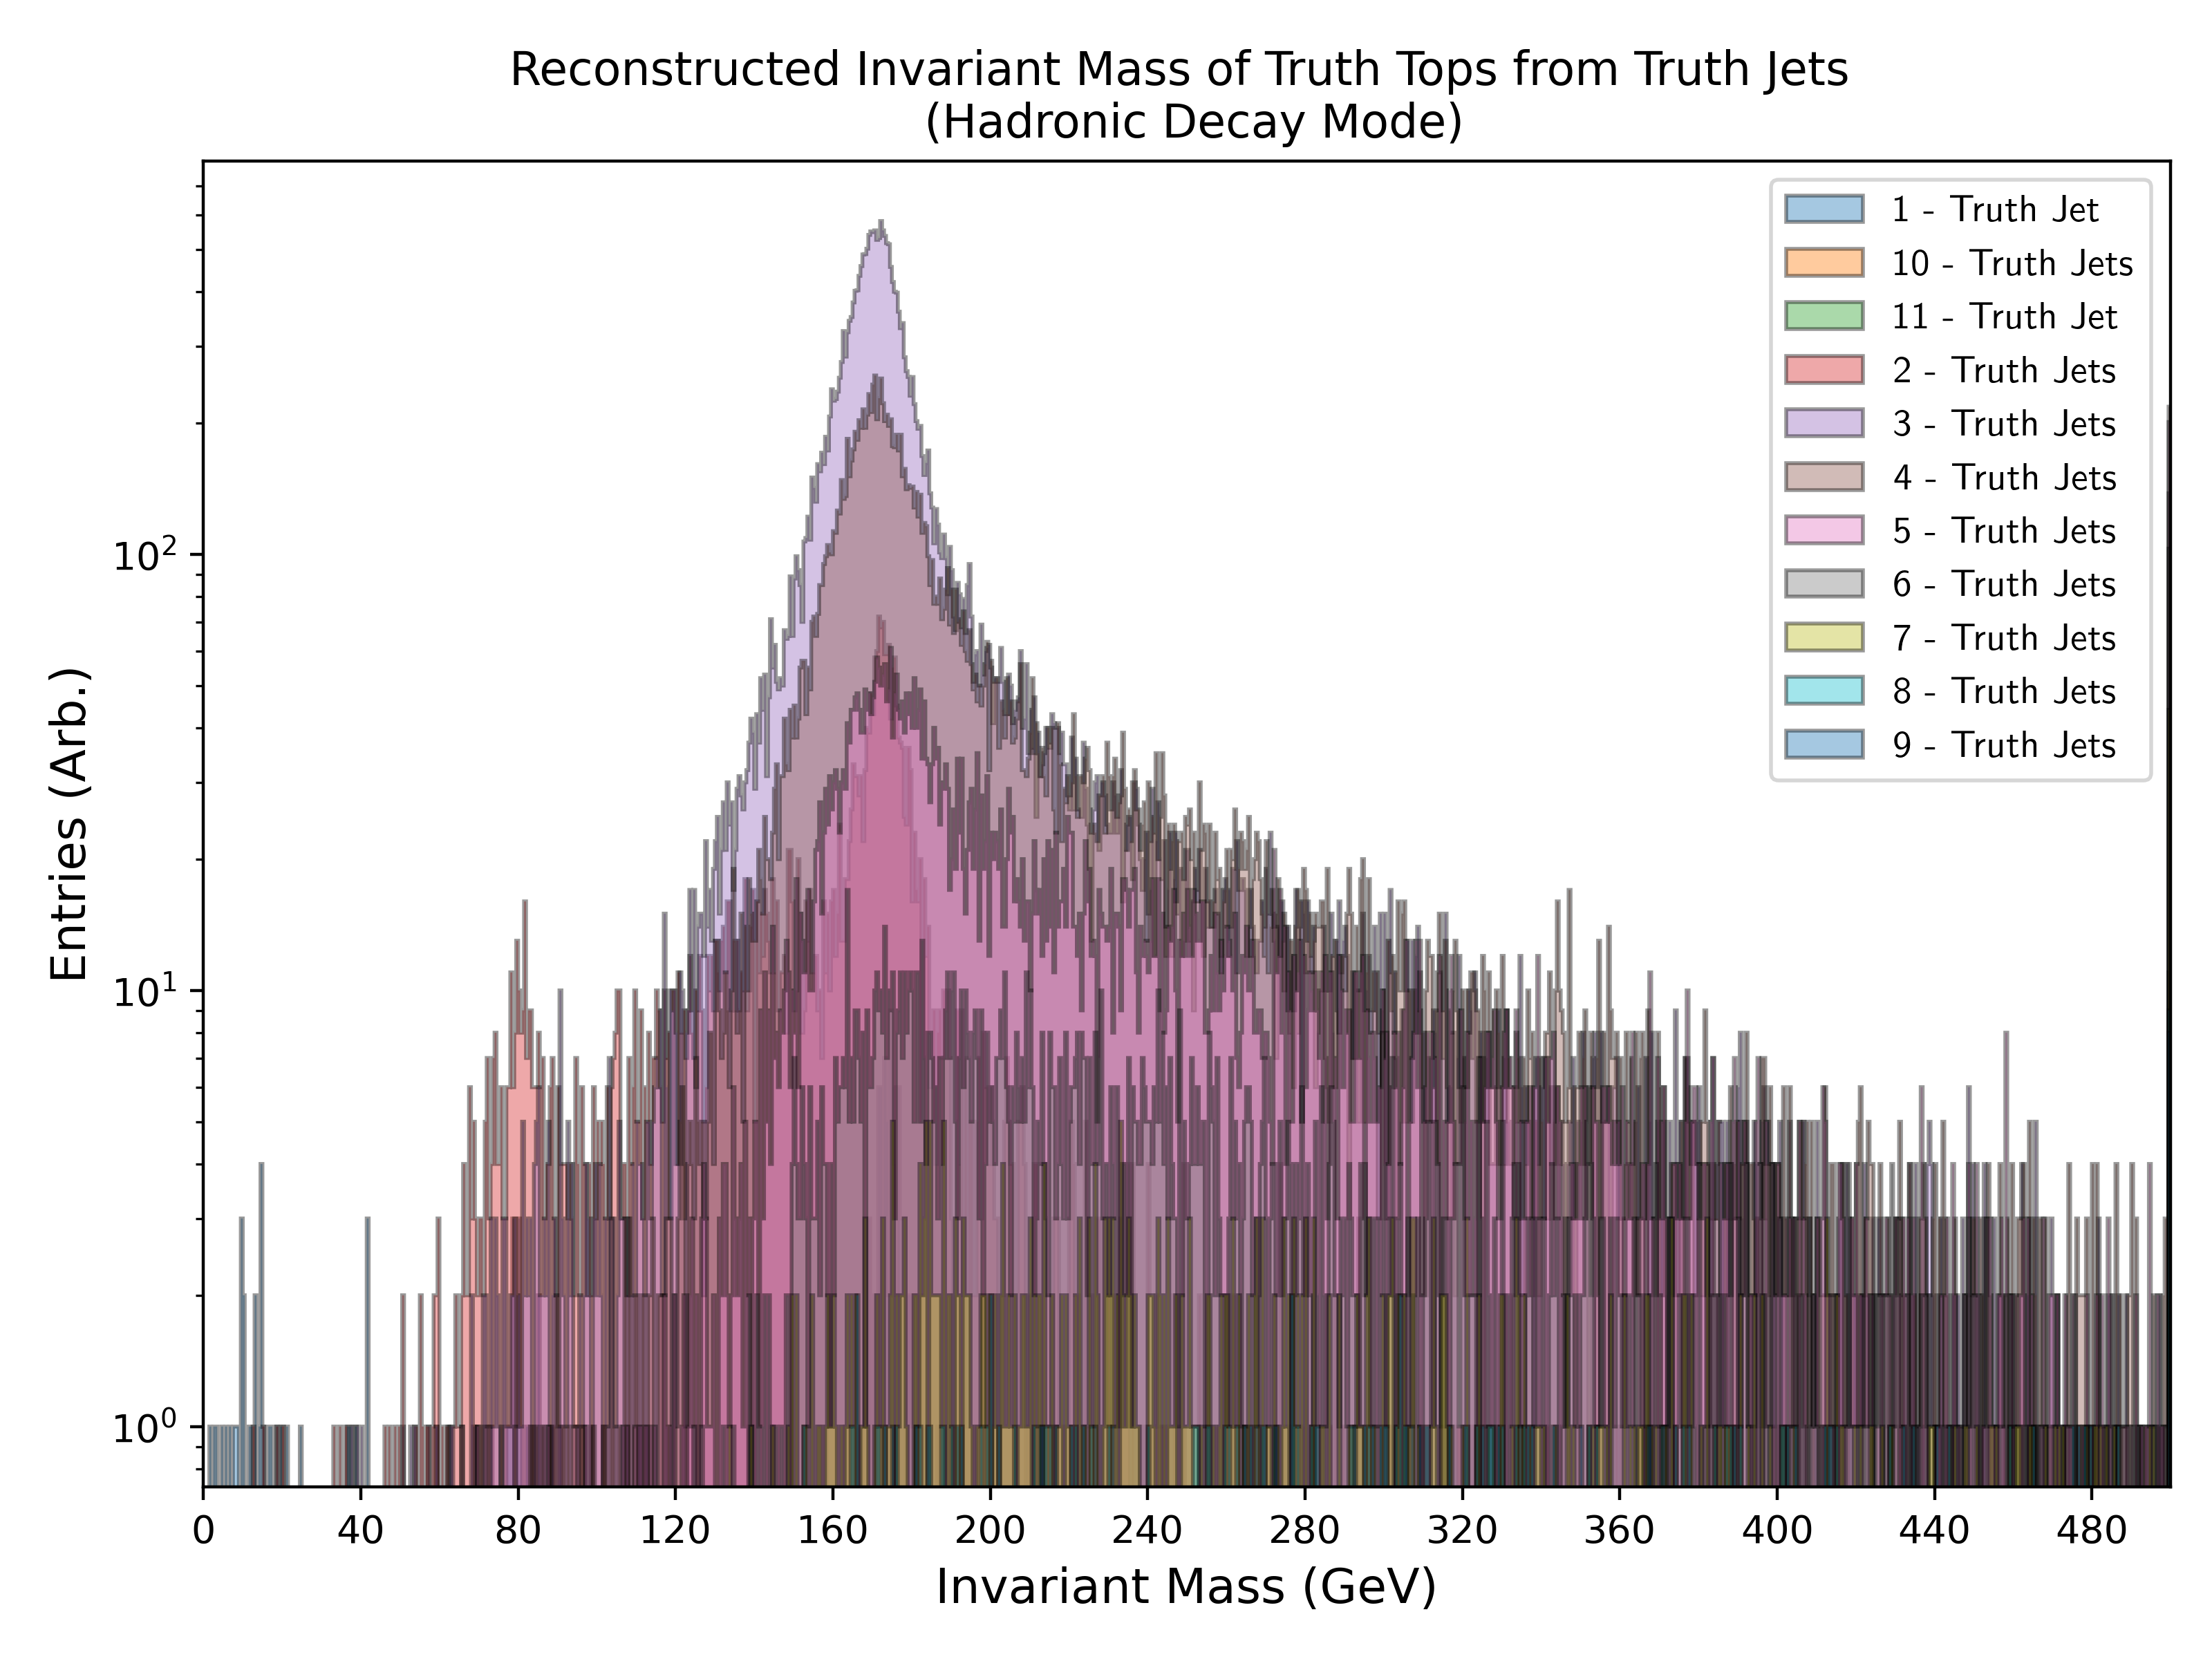 Reconstructed Invariant Mass of Truth Tops from Truth Jets
(Hadronic Decay Mode)
1 - Truth Jet
10 - Truth Jets
11 - Truth Jet
2 - Truth Jets
3 - Truth Jets
4 - Truth Jets
5 - Truth Jets
6 - Truth Jets
7 - Truth Jets
8 - Truth Jets
9 - Truth Jets
Entries (Arb.)
10²
10¹
10⁰
0 40 80 120 160 200 240 280 320 360 400 440 480
Invariant Mass (GeV)